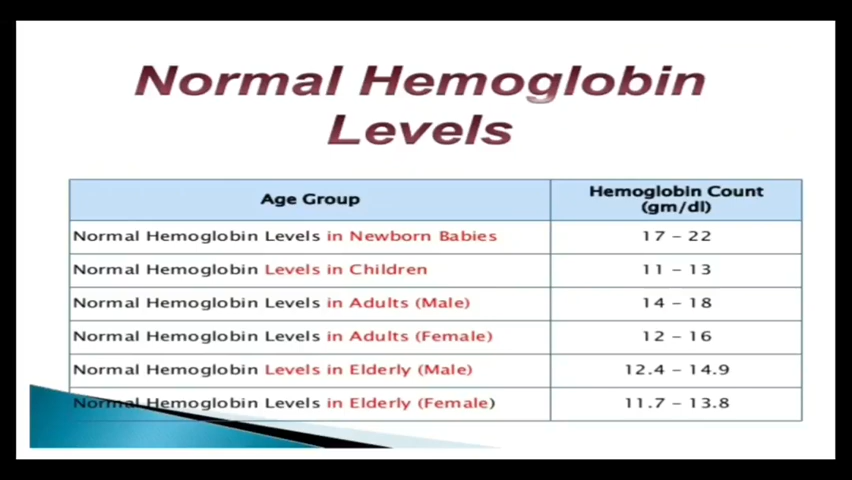 Normal Hemoglobin
Levels
Age Group
Hemoglobin Count
(gm/dl)
Normal Hemoglobin Levels in Newborn Babies 17 – 22
Normal Hemoglobin Levels in Children 11 – 13
Normal Hemoglobin Levels in Adults (Male) 14 – 18
Normal Hemoglobin Levels in Adults (Female) 12 – 16
Normal Hemoglobin Levels in Elderly (Male) 12.4 – 14.9
Normal Hemoglobin Levels in Elderly (Female) 11.7 – 13.8